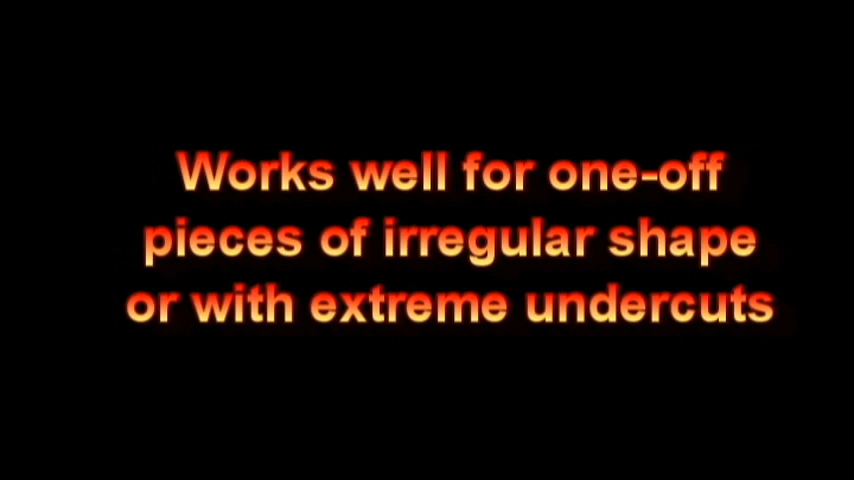 Works well for one-off
pieces of irregular shape
or with extreme undercuts